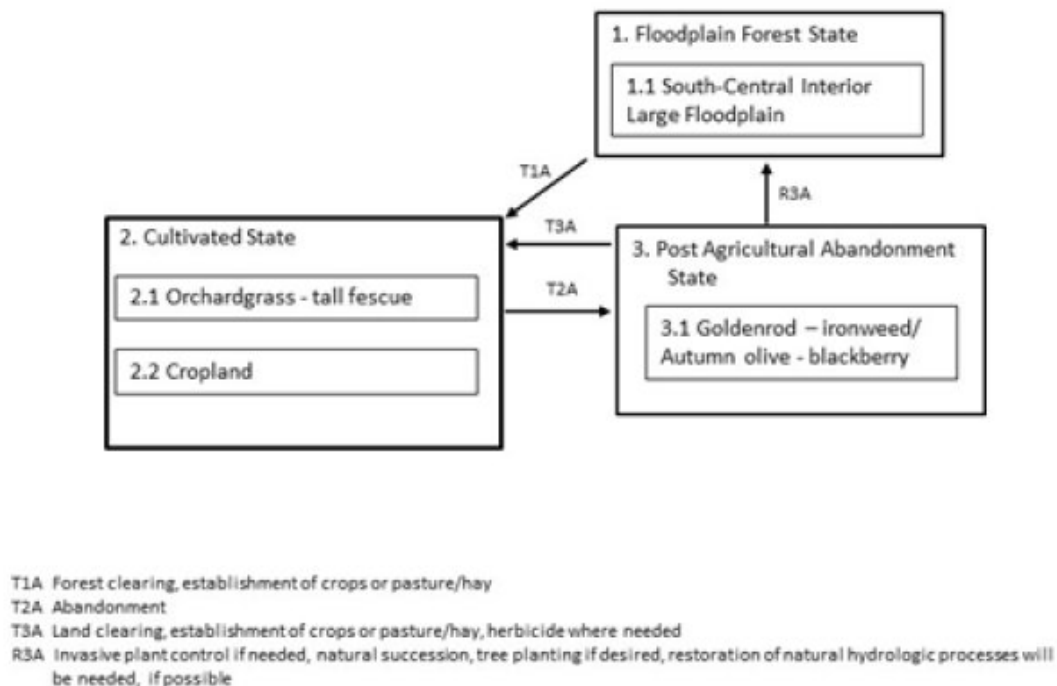 1. Floodplain Forest State
1.1 South-Central Interior
Large Floodplain
T1A
R3A
2. Cultivated State
T3A
3. Post Agricultural Abandonment
State
2.1 Orchardgrass - tall fescue
T2A
3.1 Goldenrod – ironweed/
Autumn olive - blackberry
2.2 Cropland
T1A Forest clearing, establishment of crops or pasture/hay
T2A Abandonment
T3A Land clearing, establishment of crops or pasture/hay, herbicide where needed
R3A Invasive plant control if needed, natural succession, tree planting if desired, restoration of natural hydrologic processes will
be needed, if possible